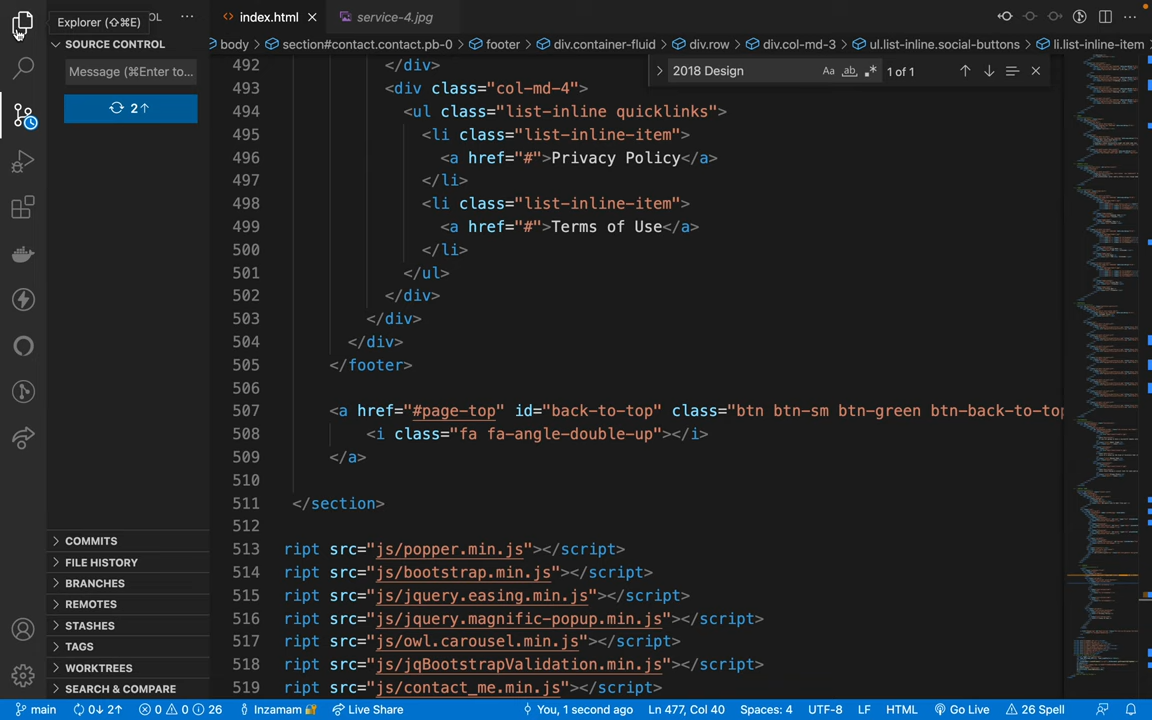 Explorer (⇧⌘E)
OL
...
index.html
service-4.jpg
SOURCE CONTROL
body > section#contact.contact.pb-0 > footer > div.container-fluid > div.row > div.col-md-3 > ul.list-inline.social-buttons > li.list-inline-item
Message (⌘Enter to...
2↑
2018 Design
Aa ab .*
1 of 1
492 </div>
493 <div class="col-md-4">
494 <ul class="list-inline quicklinks">
495 <li class="list-inline-item">
496 <a href="#">Privacy Policy</a>
497 </li>
498 <li class="list-inline-item">
499 <a href="#">Terms of Use</a>
500 </li>
501 </ul>
502 </div>
503 </div>
504 </div>
505 </footer>
506
507 <a href="#page-top" id="back-to-top" class="btn btn-sm btn-green btn-back-to-top
508 <i class="fa fa-angle-double-up"></i>
509 </a>
510
511 </section>
512
513 ript src="js/popper.min.js"></script>
514 ript src="js/bootstrap.min.js"></script>
515 ript src="js/jquery.easing.min.js"></script>
516 ript src="js/jquery.magnific-popup.min.js"></script>
517 ript src="js/owl.carousel.min.js"></script>
518 ript src="js/jqBootstrapValidation.min.js"></script>
519 ript src="js/contact_me.min.js"></script>
COMMITS
FILE HISTORY
BRANCHES
REMOTES
STASHES
TAGS
WORKTREES
SEARCH & COMPARE
main 0↓ 2↑ 0 0 26 Inzamam 🔐 Live Share You, 1 second ago Ln 477, Col 40 Spaces: 4 UTF-8 LF HTML Go Live 26 Spell